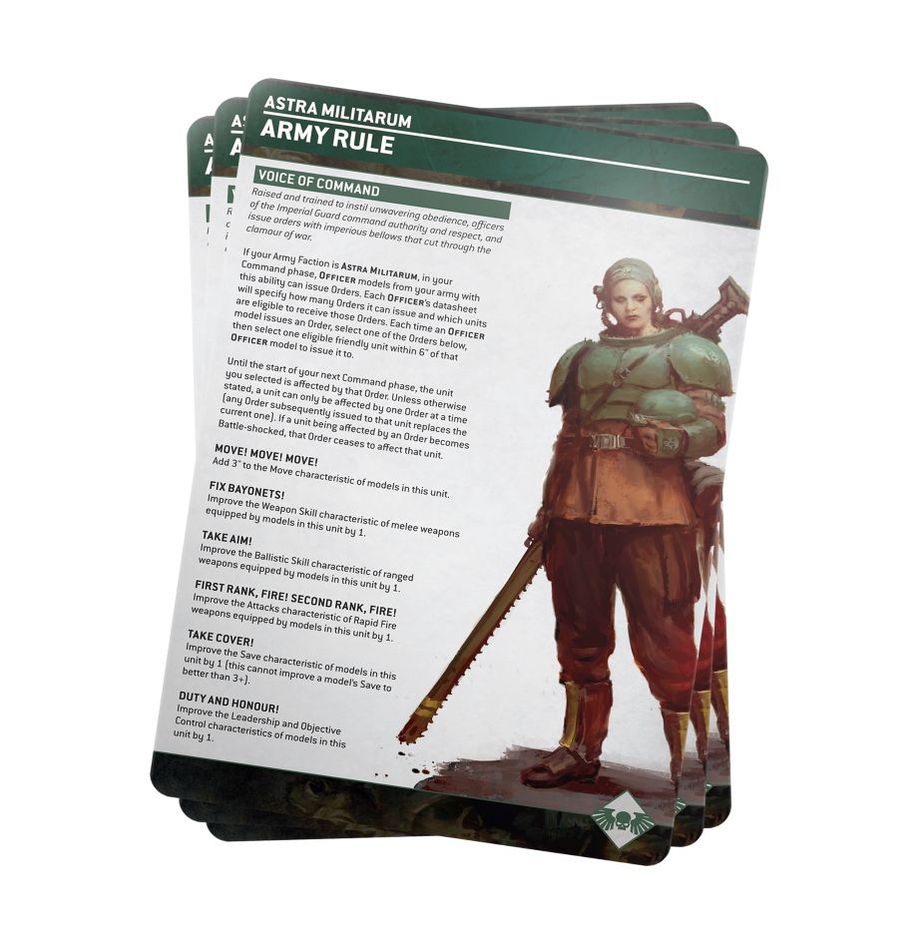 ASTRA MILITARUM
ARMY RULE
VOICE OF COMMAND
Raised and trained to instil unwavering obedience, officers
of the Imperial Guard command authority and respect, and
issue orders with imperious bellows that cut through the
clamour of war.
If your Army Faction is ASTRA MILITARUM, in your
Command phase, OFFICER models from your army with
this ability can issue Orders. Each OFFICER's datasheet
will specify how many Orders it can issue and which units
are eligible to receive those Orders. Each time an OFFICER
model issues an Order, select one of the Orders below,
then select one eligible friendly unit within 6" of that
OFFICER model to issue it to.
Until the start of your next Command phase, the unit
you selected is affected by that Order. Unless otherwise
stated, a unit can only be affected by one Order at a time
(any Order subsequently issued to that unit replaces the
current one). If a unit being affected by an Order becomes
Battle-shocked, that Order ceases to affect that unit.
MOVE! MOVE! MOVE!
Add 3" to the Move characteristic of models in this unit.
FIX BAYONETS!
Improve the Weapon Skill characteristic of melee weapons
equipped by models in this unit by 1.
TAKE AIM!
Improve the Ballistic Skill characteristic of ranged
weapons equipped by models in this unit by 1.
FIRST RANK, FIRE! SECOND RANK, FIRE!
Improve the Attacks characteristic of Rapid Fire
weapons equipped by models in this unit by 1.
TAKE COVER!
Improve the Save characteristic of models in this
unit by 1 (this cannot improve a model's Save to
better than 3+).
DUTY AND HONOUR!
Improve the Leadership and Objective
Control characteristics of models in this
unit by 1.